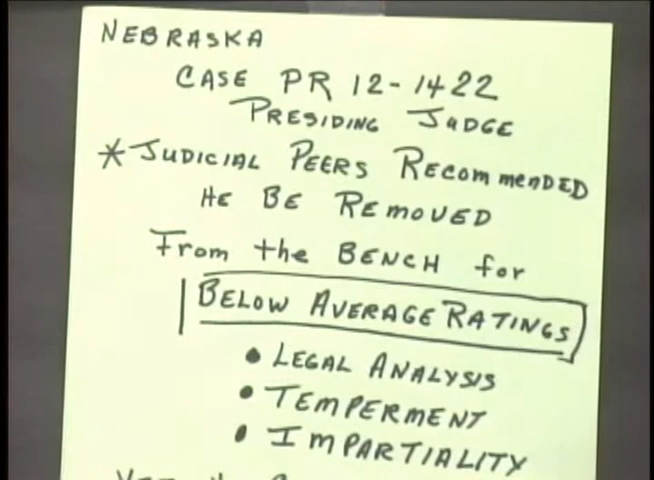 NEBRASKA
CASE PR 12-1422
PRESIDING JUDGE
* JUDICIAL PEERS RECOMMENDED
HE BE REMOVED
From the BENCH for
BELOW AVERAGE RATINGS
• LEGAL ANALYSIS
• TEMPERMENT
• IMPARTIALITY